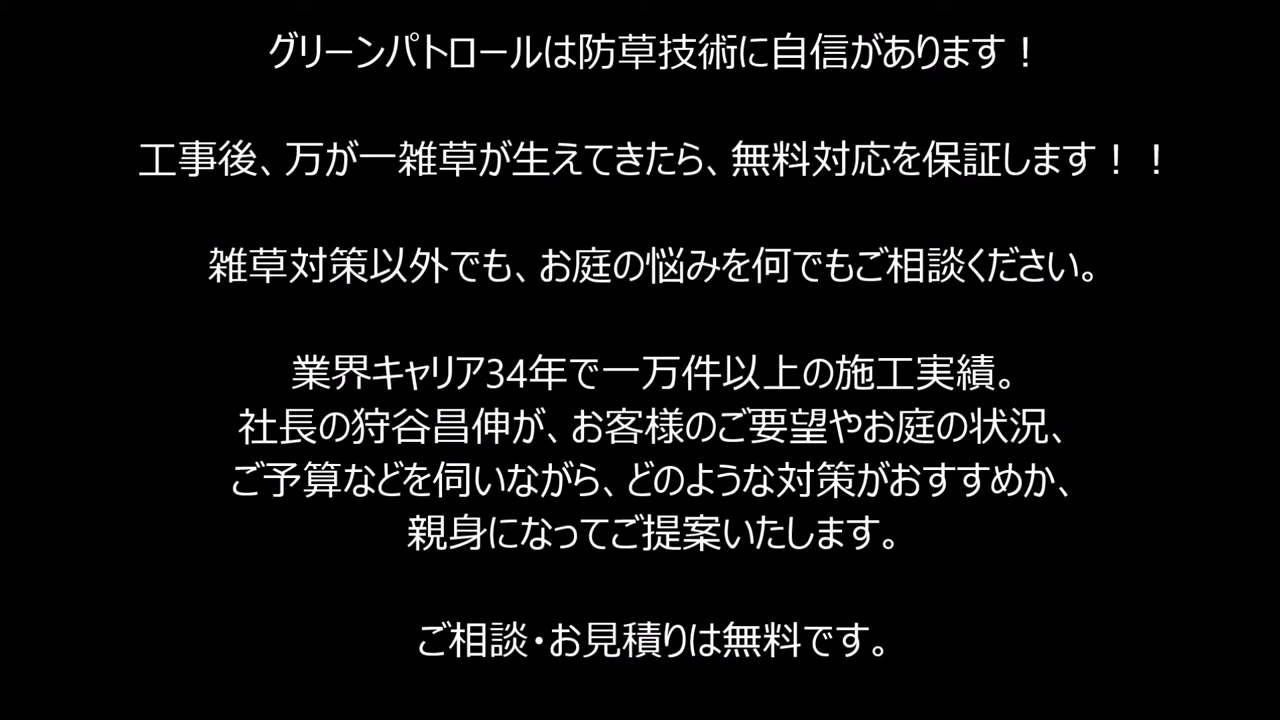 グリーンパトロールは防草技術に自信があります！
工事後、万が一雑草が生えてきたら、無料対応を保証します！！
雑草対策以外でも、お庭の悩みを何でもご相談ください。
業界キャリア34年で一万件以上の施工実績。
社長の狩谷昌伸が、お客様のご要望やお庭の状況、
ご予算などを伺いながら、どのような対策がおすすめか、
親身になってご提案いたします。
ご相談・お見積りは無料です。